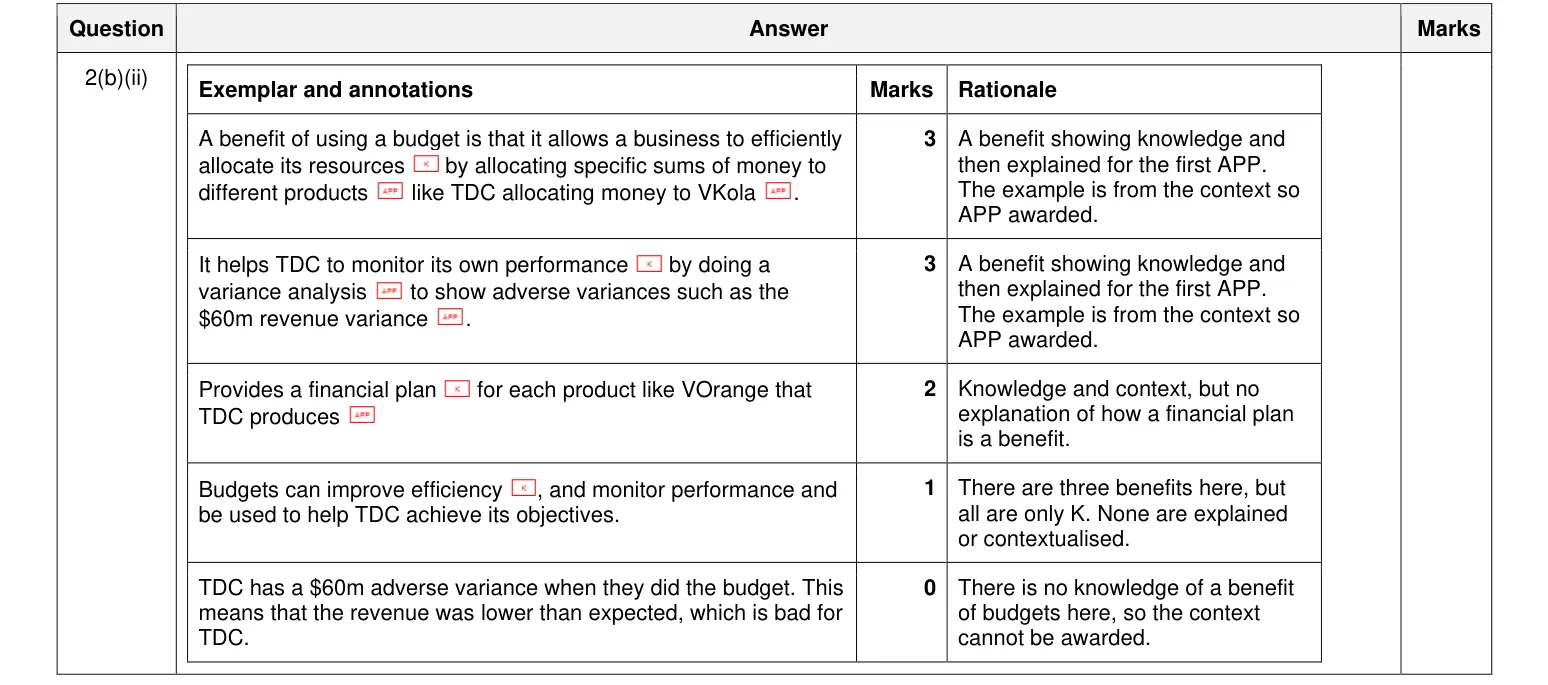 Question Answer Marks
2(b)(ii)
Exemplar and annotations Marks Rationale
A benefit of using a budget is that it allows a business to efficiently
allocate its resources K by allocating specific sums of money to
different products APP like TDC allocating money to VKola APP .
3
A benefit showing knowledge and
then explained for the first APP.
The example is from the context so
APP awarded.
It helps TDC to monitor its own performance K by doing a
variance analysis APP to show adverse variances such as the
$60m revenue variance APP .
3
A benefit showing knowledge and
then explained for the first APP.
The example is from the context so
APP awarded.
Provides a financial plan K for each product like VOrange that
TDC produces APP
2
Knowledge and context, but no
explanation of how a financial plan
is a benefit.
Budgets can improve efficiency K , and monitor performance and
be used to help TDC achieve its objectives.
1
There are three benefits here, but
all are only K. None are explained
or contextualised.
TDC has a $60m adverse variance when they did the budget. This
means that the revenue was lower than expected, which is bad for
TDC.
0
There is no knowledge of a benefit
of budgets here, so the context
cannot be awarded.